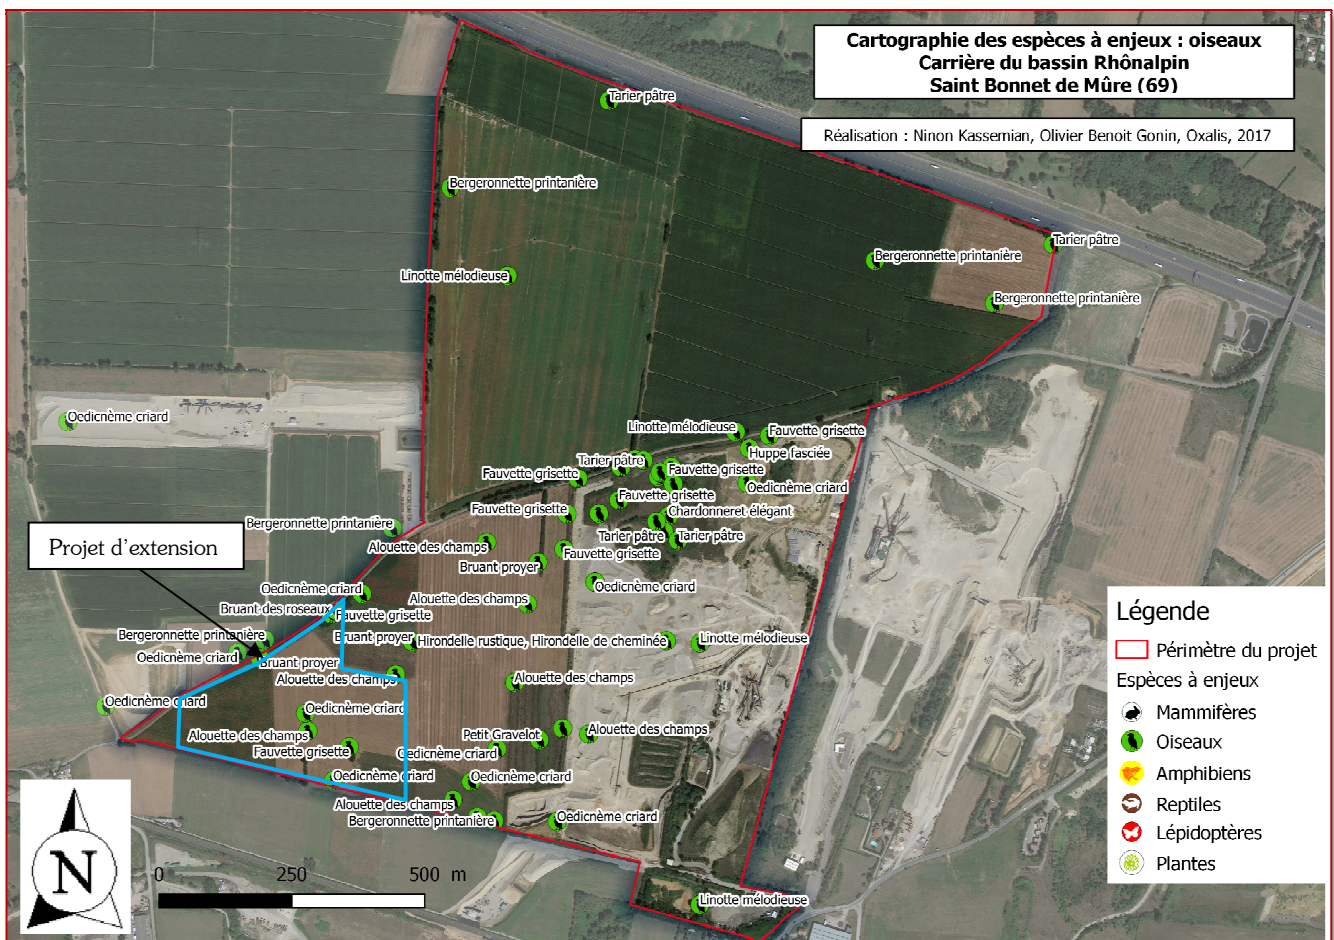 Cartographie des espèces à enjeux : oiseaux
Carrière du bassin Rhônalpin
Saint Bonnet de Mûre (69)
Réalisation : Ninon Kassemian, Olivier Benoit Gonin, Oxalis, 2017
Tarier pâtre
Bergeronnette printanière
Tarier pâtre
Bergeronnette printanière
Linotte mélodieuse
Bergeronnette printanière
Oedicnème criard
Linotte mélodieuse
Fauvette grisette
Huppe fasciée
Tarier pâtre
Fauvette grisette
Fauvette grisette
Oedicnème criard
Fauvette grisette
Fauvette grisette
Chardonneret élégant
Bergeronnette printanière
Tarier pâtre
Tarier pâtre
Projet d'extension
Alouette des champs
Fauvette grisette
Bruant proyer
Oedicnème criard
Oedicnème criard
Alouette des champs
Bruant des roseaux
Fauvette grisette
Bergeronnette printanière
Bruant proyer
Hirondelle rustique, Hirondelle de cheminée
Linotte mélodieuse
Oedicnème criard
Bruant proyer
Alouette des champs
Alouette des champs
Oedicnème criard
Oedicnème criard
Alouette des champs
Petit Gravelot
Alouette des champs
Fauvette grisette
Oedicnème criard
Oedicnème criard
Oedicnème criard
Alouette des champs
Bergeronnette printanière
Oedicnème criard
Linotte mélodieuse
Légende
Périmètre du projet
Espèces à enjeux
Mammifères
Oiseaux
Amphibiens
Reptiles
Lépidoptères
Plantes
N
0 250 500 m